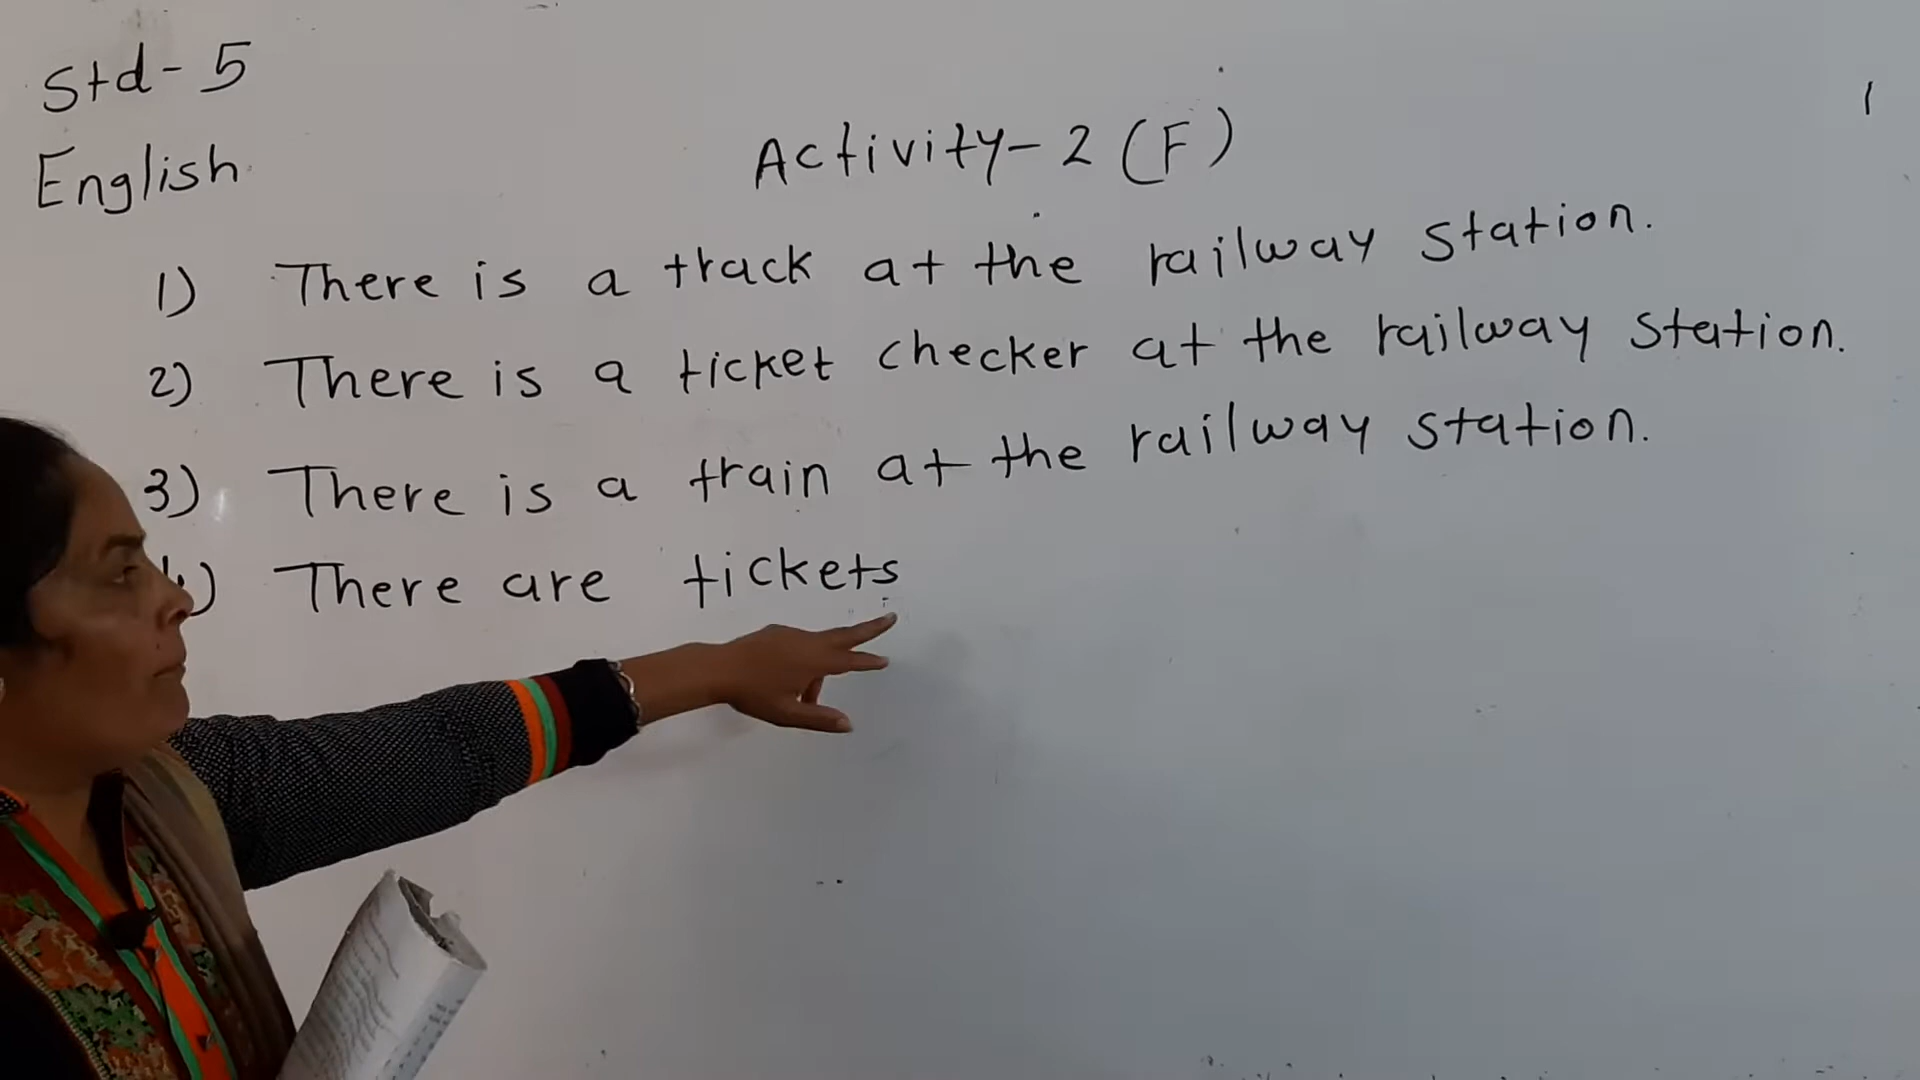 Std - 5
English
Activity - 2 (F)
1) There is a track at the railway station.
2) There is a ticket checker at the railway station.
3) There is a train at the railway station.
4) There are tickets